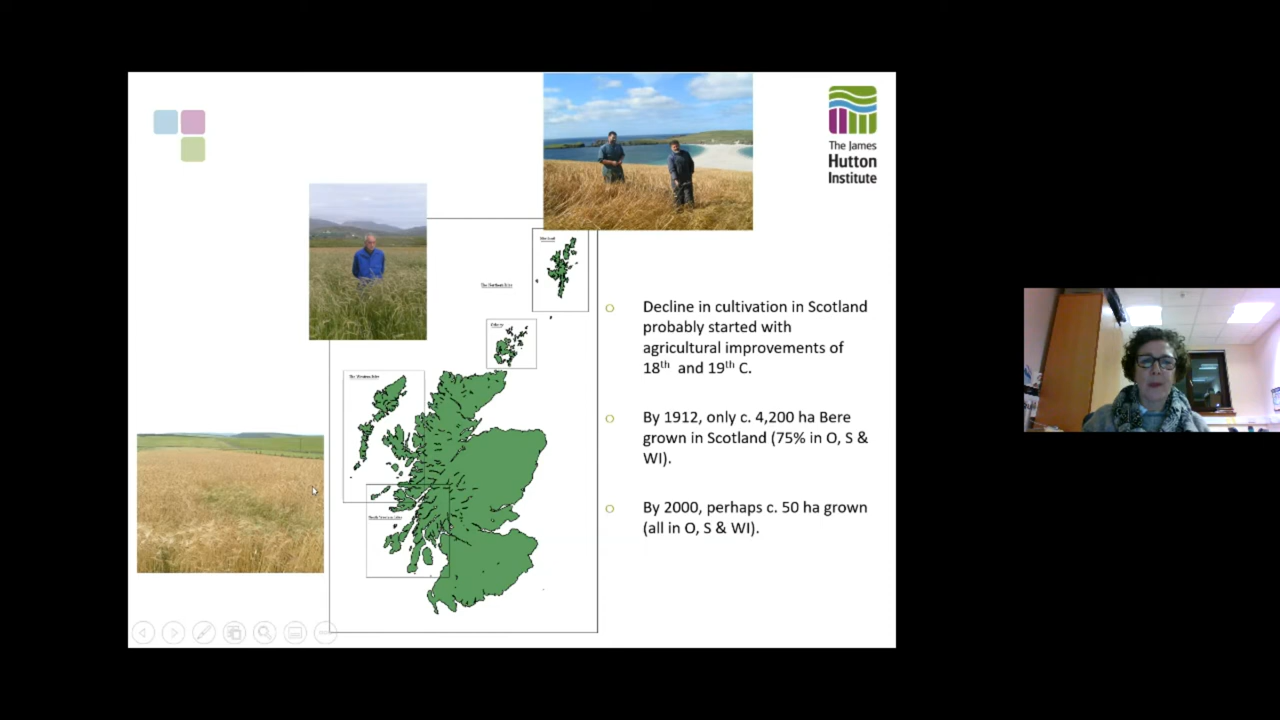 The James
Hutton
Institute
Decline in cultivation in Scotland
probably started with
agricultural improvements of
18th and 19th C.
By 1912, only c. 4,200 ha Bere
grown in Scotland (75% in O, S &
WI).
By 2000, perhaps c. 50 ha grown
(all in O, S & WI).